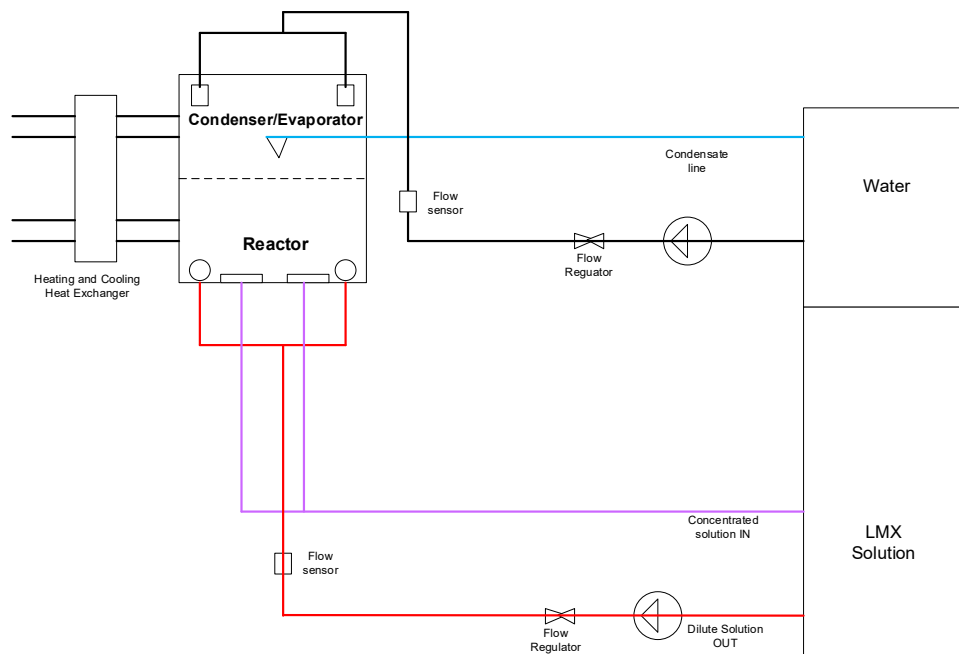 Condenser/Evaporator
Condensate
line
Water
Flow
sensor
Reactor
Flow
Reguator
Heating and Cooling
Heat Exchanger
Concentrated
solution IN
LMX
Solution
Flow
sensor
Flow
Regulator
Dilute Solution
OUT